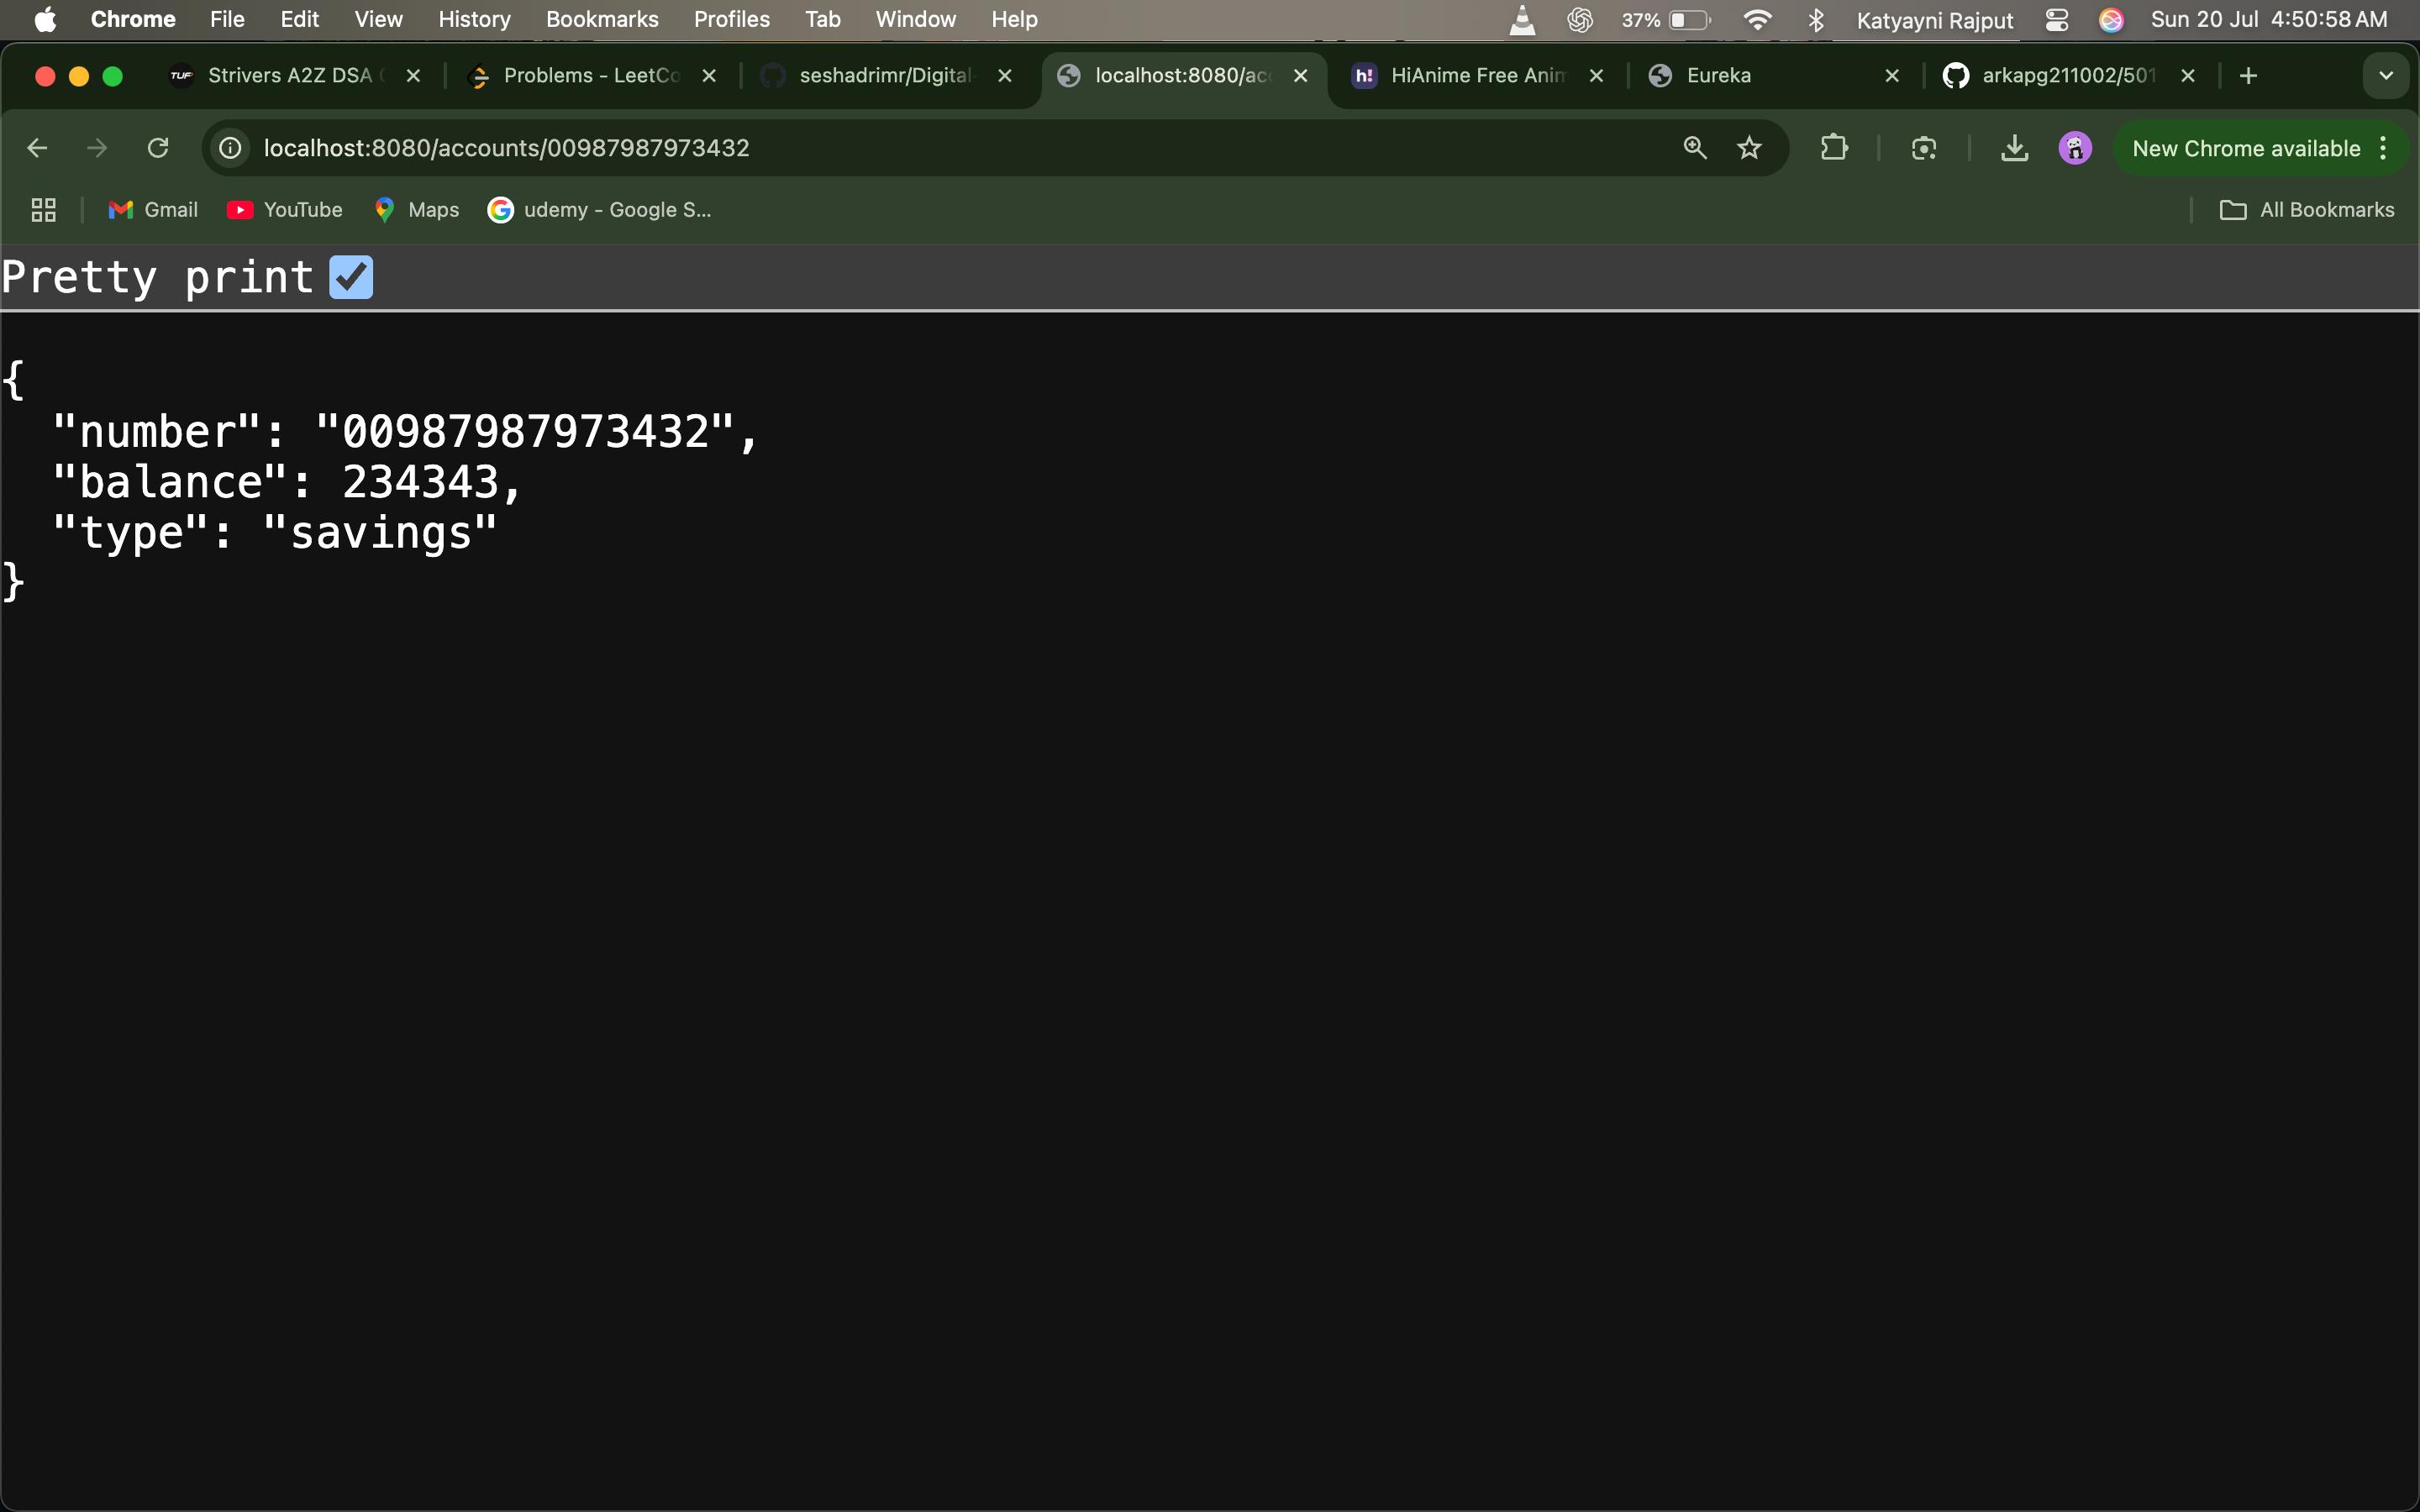 Chrome File Edit View History Bookmarks Profiles Tab Window Help 37% Katyayni Rajput Sun 20 Jul 4:50:58 AM
TUF Strivers A2Z DSA Problems - LeetCo seshadrimr/Digital- localhost:8080/acc h! HiAnime Free Anim Eureka arkapg211002/501
localhost:8080/accounts/00987987973432 New Chrome available
Gmail YouTube Maps udemy - Google S... All Bookmarks
Pretty print
{
"number": "00987987973432",
"balance": 234343,
"type": "savings"
}